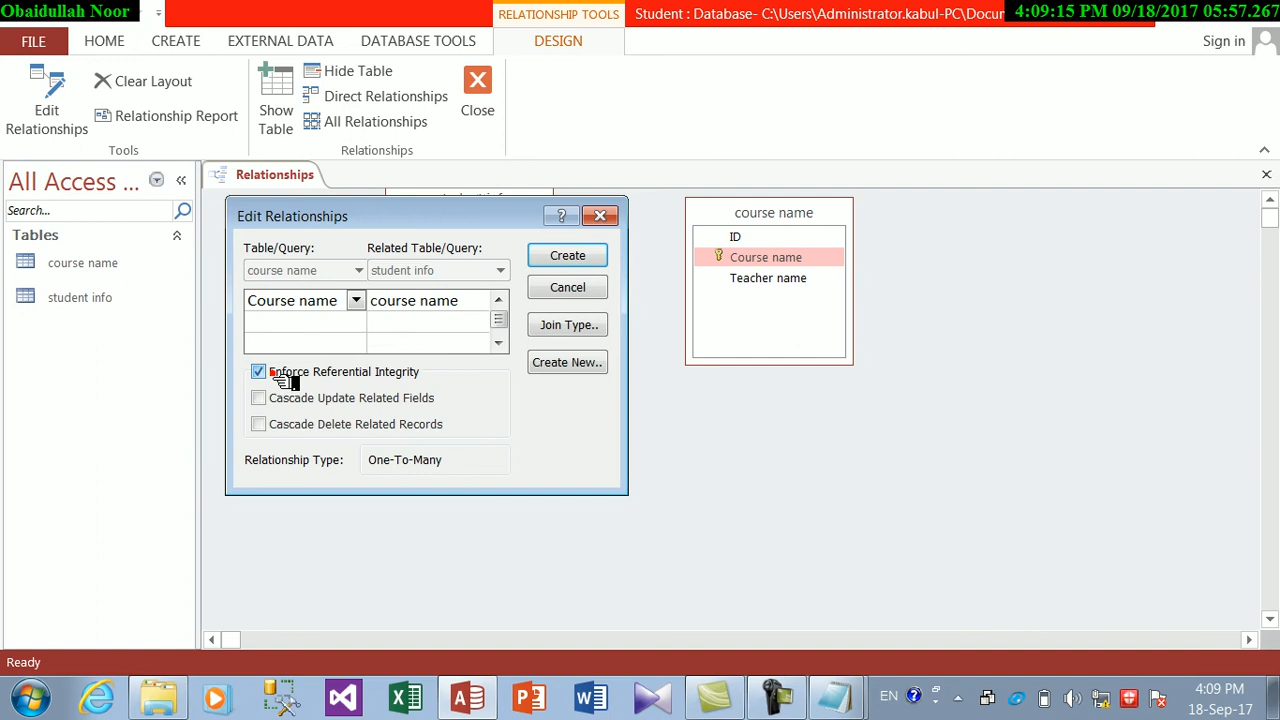 Obaidullah Noor
RELATIONSHIP TOOLS
Student : Database- C:\Users\Administrator.kabul-PC\Docum
4:09:15 PM 09/18/2017 05:57.267
FILE
HOME
CREATE
EXTERNAL DATA
DATABASE TOOLS
DESIGN
Sign in
Edit
Relationships
Clear Layout
Relationship Report
Tools
Show
Table
Hide Table
Direct Relationships
All Relationships
Relationships
Close
All Access ...
Search...
Tables
course name
student info
Relationships
Edit Relationships
Table/Query:
Related Table/Query:
course name
student info
Course name
course name
Enforce Referential Integrity
Cascade Update Related Fields
Cascade Delete Related Records
Relationship Type:
One-To-Many
Create
Cancel
Join Type..
Create New..
course name
ID
Course name
Teacher name
Ready
EN
4:09 PM
18-Sep-17